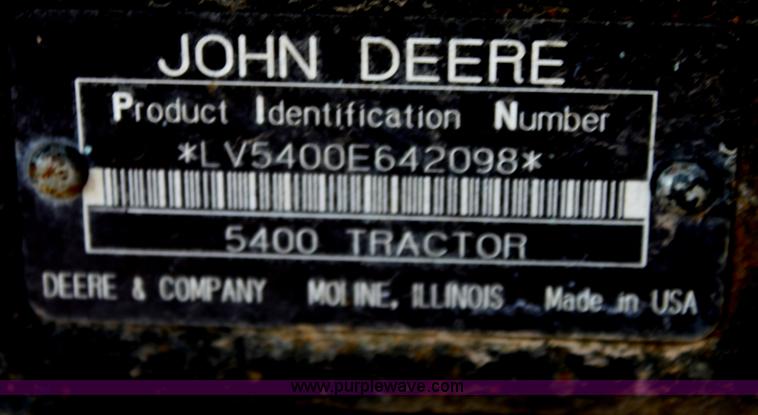 JOHN DEERE
Product Identification Number
*LV5400E642098*
5400 TRACTOR
DEERE & COMPANY MOLINE, ILLINOIS Made in USA
www.purplewave.com